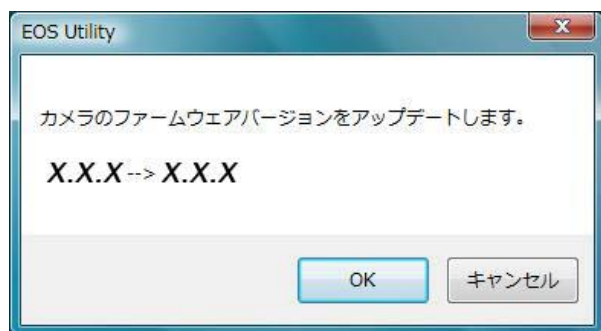 EOS Utility
カメラのファームウェアバージョンをアップデートします。
X.X.X --> X.X.X
OK
キャンセル